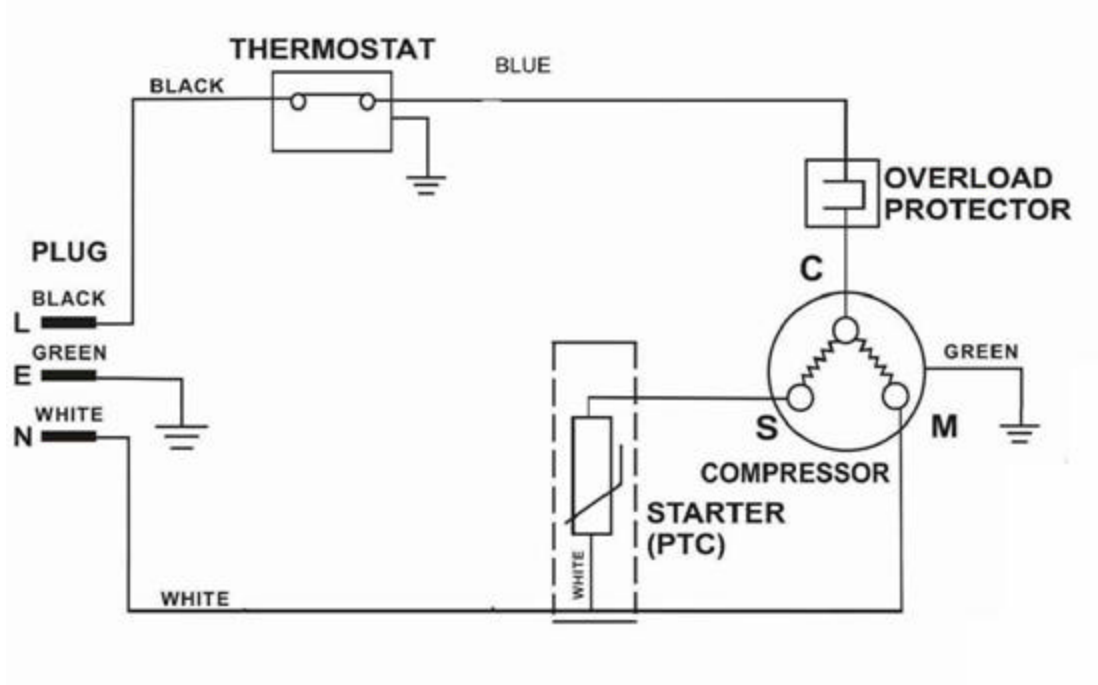 THERMOSTAT
BLUE
BLACK
OVERLOAD
PROTECTOR
PLUG
C
BLACK
L
GREEN
E
GREEN
WHITE
N
S
M
COMPRESSOR
STARTER
(PTC)
WHITE
WHITE